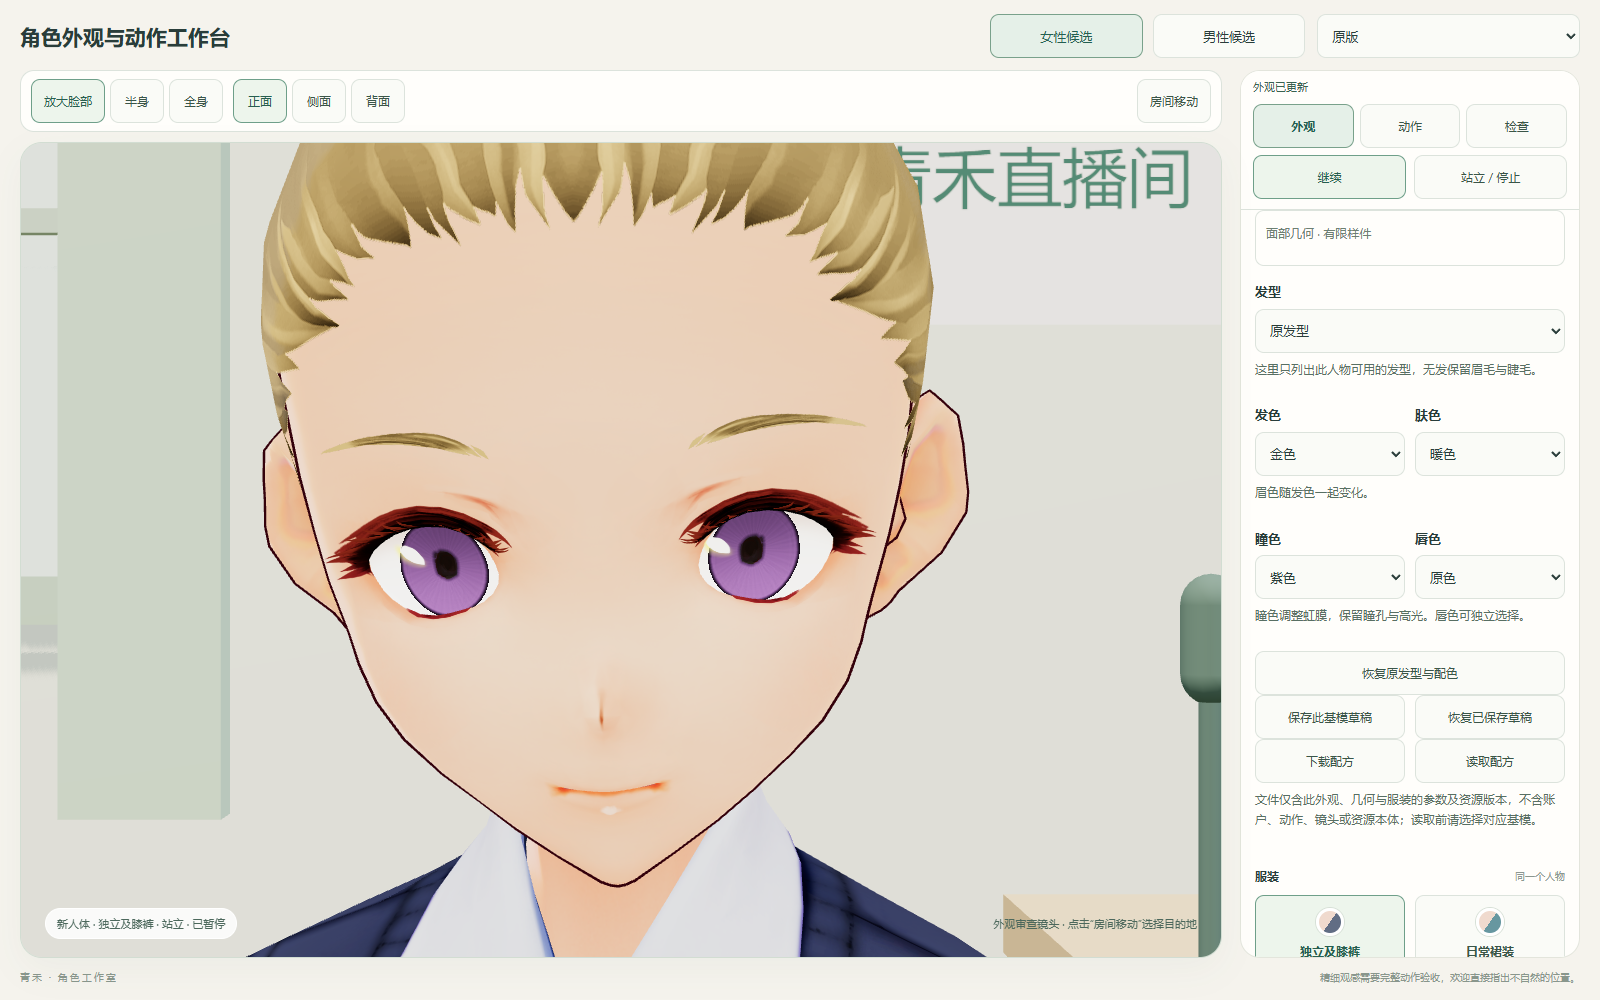 角色外观与动作工作台
女性候选
男性候选
原版
放大脸部
半身
全身
正面
侧面
背面
房间移动
青禾直播间
新人体 · 独立及膝裤 · 站立 · 已暂停
外观审查镜头 · 点击“房间移动”选择目的地
外观已更新
外观
动作
检查
继续
站立 / 停止
面部几何 · 有限样件
发型
原发型
这里只列出此人物可用的发型，无发保留眉毛与睫毛。
发色
肤色
金色
暖色
眉色随发色一起变化。
瞳色
唇色
紫色
原色
瞳色调整虹膜，保留瞳孔与高光。唇色可独立选择。
恢复原发型与配色
保存此基模草稿
恢复已保存草稿
下载配方
读取配方
文件仅含此外观、几何与服装的参数及资源版本，不含账
户、动作、镜头或资源本体；读取前请选择对应基模。
服装
同一个人物
独立及膝裤
日常裙装
青禾 · 角色工作室
精细观感需要完整动作验收，欢迎直接指出不自然的位置。